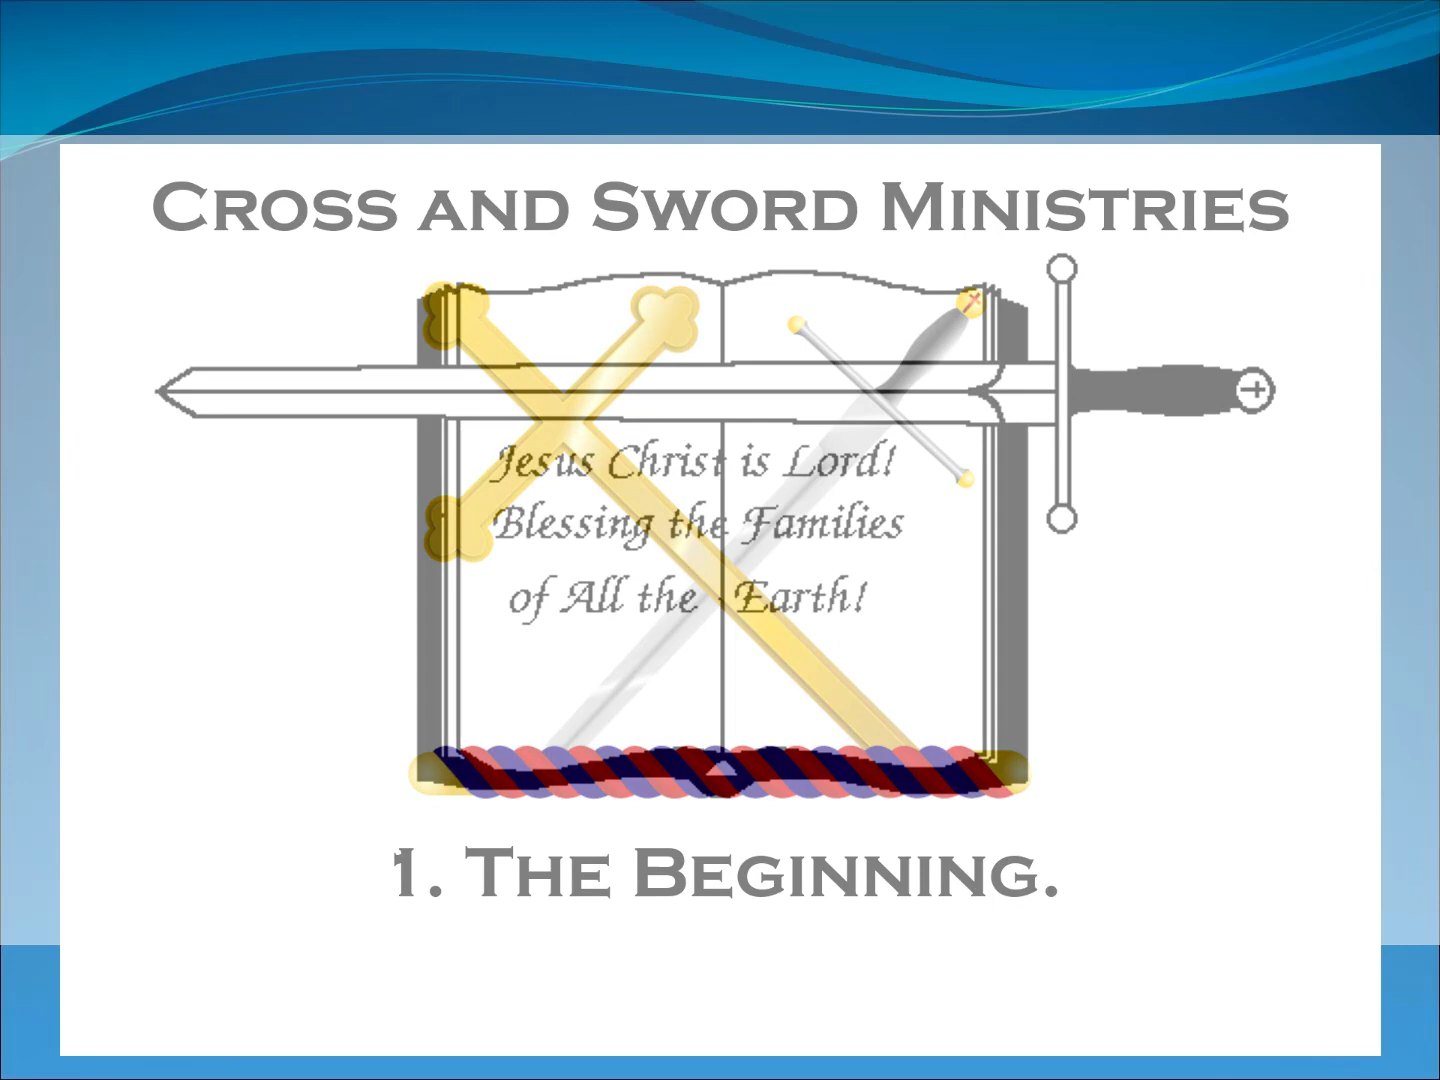 Cross and Sword Ministries
Jesus Christ is Lord!
Blessing the Families
of All the Earth!
1. The Beginning.